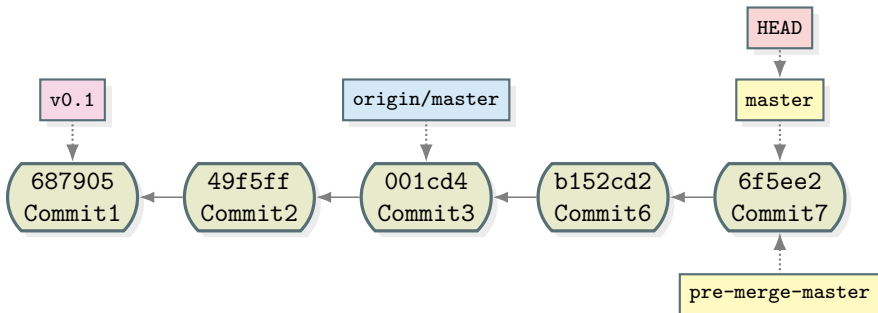 HEAD
v0.1
origin/master
master
687905
Commit1
49f5ff
Commit2
001cd4
Commit3
b152cd2
Commit6
6f5ee2
Commit7
pre-merge-master